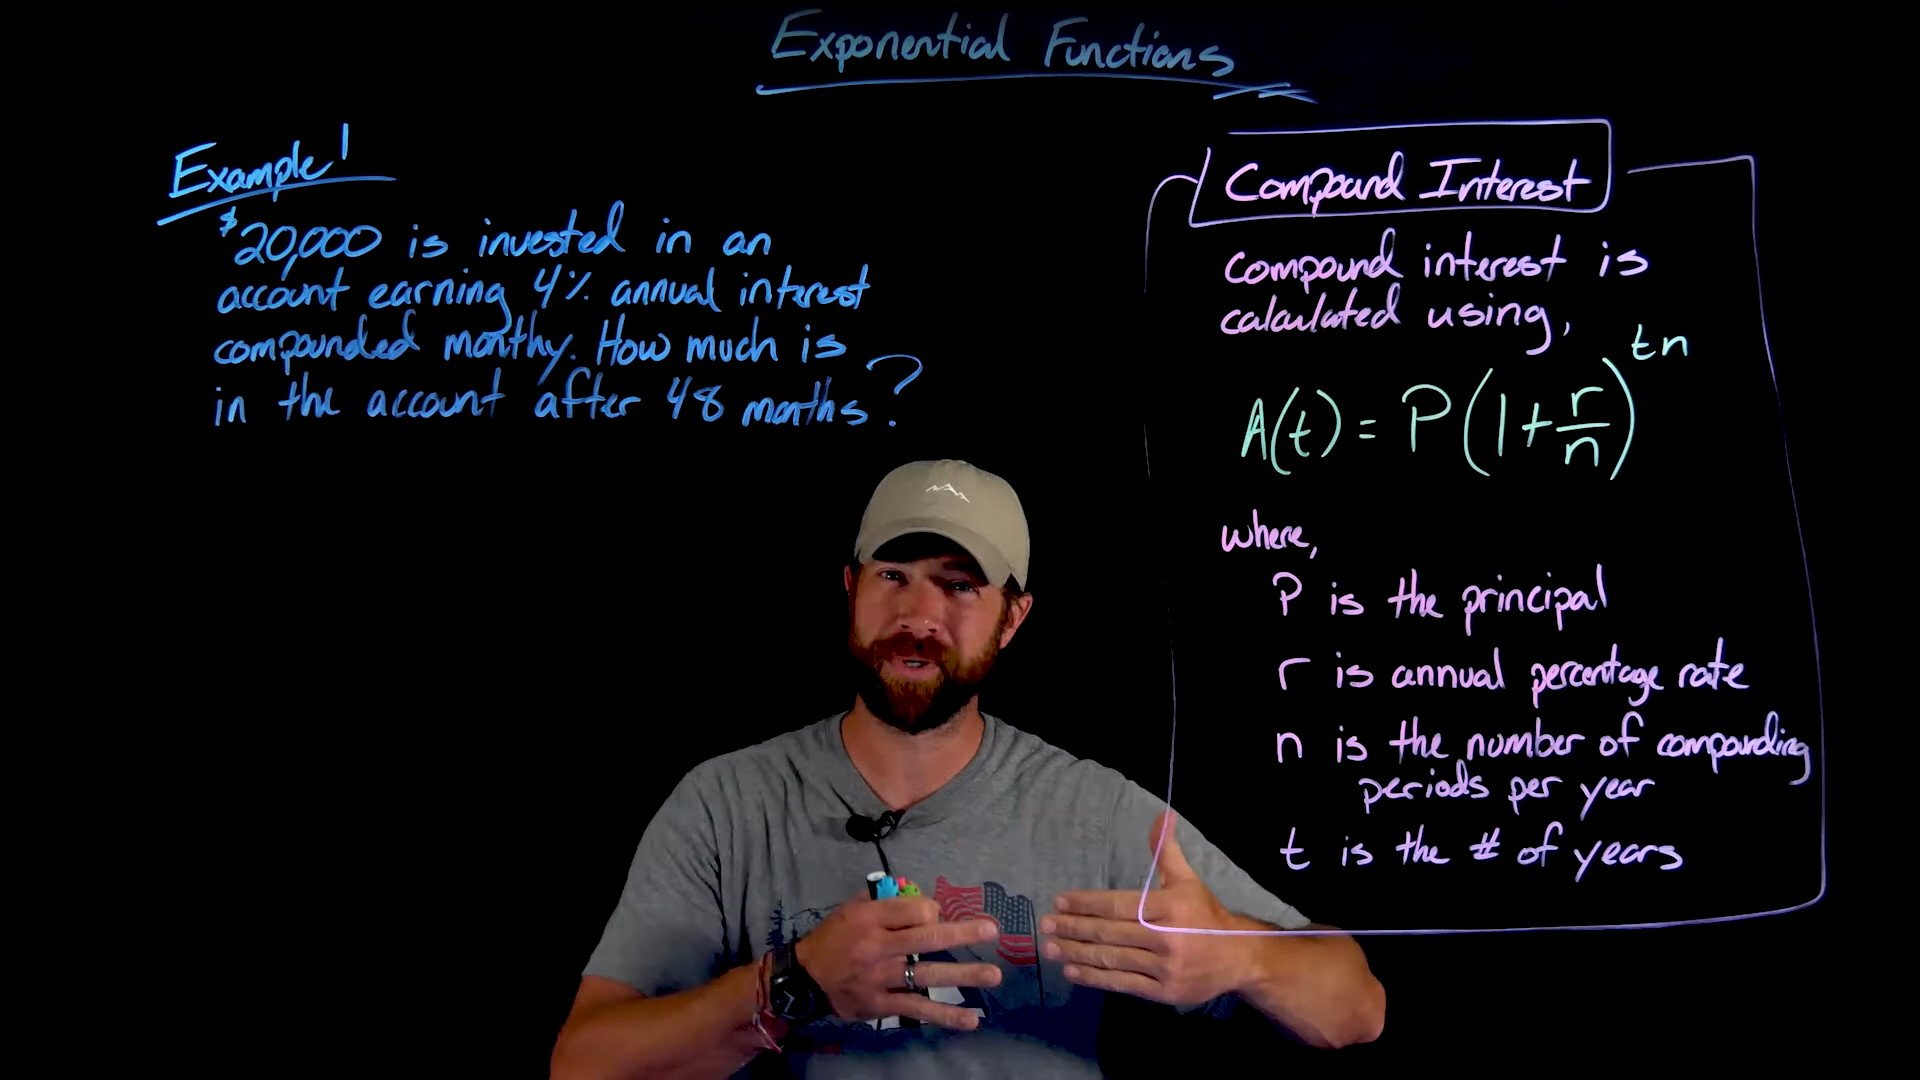 Exponential Functions
Example 1
$20,000 is invested in an
account earning 4% annual interest
compounded monthy. How much is
in the account after 48 months?
Compound Interest
compound interest is
calculated using,
A(t) = P(1+r/n)^tn
where,
P is the principal
r is annual percentage rate
n is the number of compounding
periods per year
t is the # of years